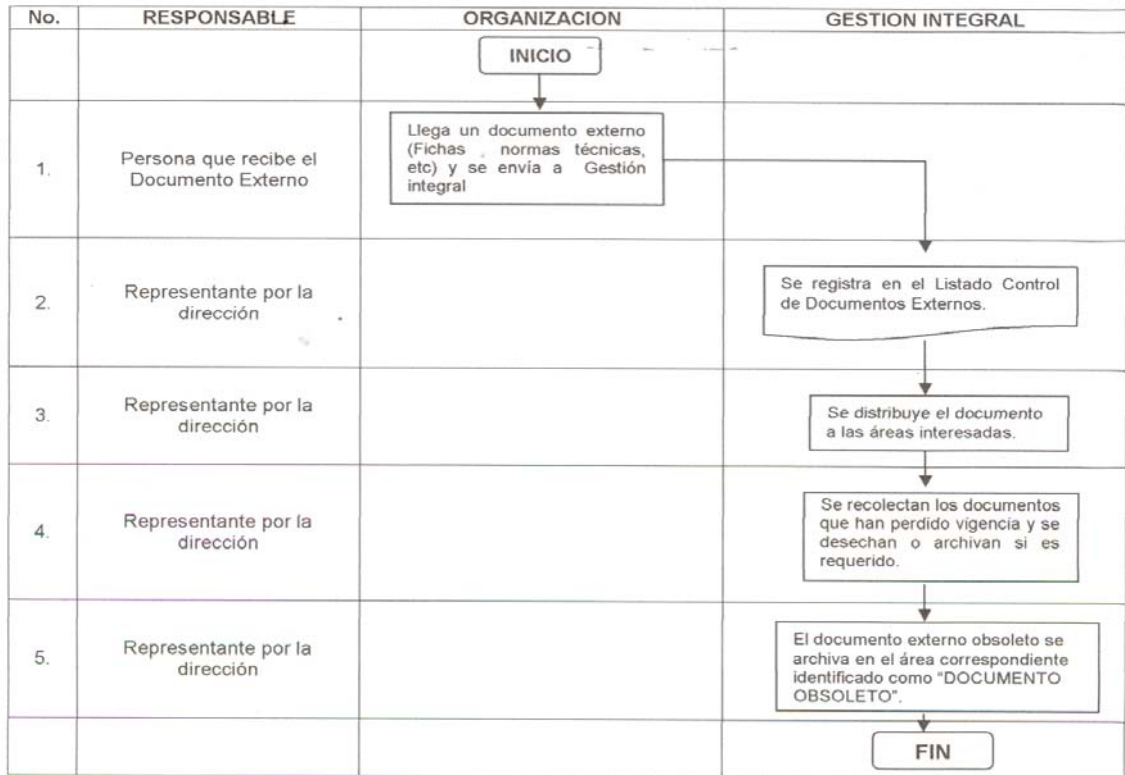 No. RESPONSABLE ORGANIZACION GESTION INTEGRAL
INICIO
1.
Persona que recibe el
Documento Externo
Llega un documento externo
(Fichas , normas técnicas,
etc) y se envía a Gestión
integral
2.
Representante por la
dirección
Se registra en el Listado Control
de Documentos Externos.
3.
Representante por la
dirección
Se distribuye el documento
a las áreas interesadas.
4.
Representante por la
dirección
Se recolectan los documentos
que han perdido vigencia y se
desechan o archivan si es
requerido.
5.
Representante por la
dirección
El documento externo obsoleto se
archiva en el área correspondiente
identificado como “DOCUMENTO
OBSOLETO”.
FIN